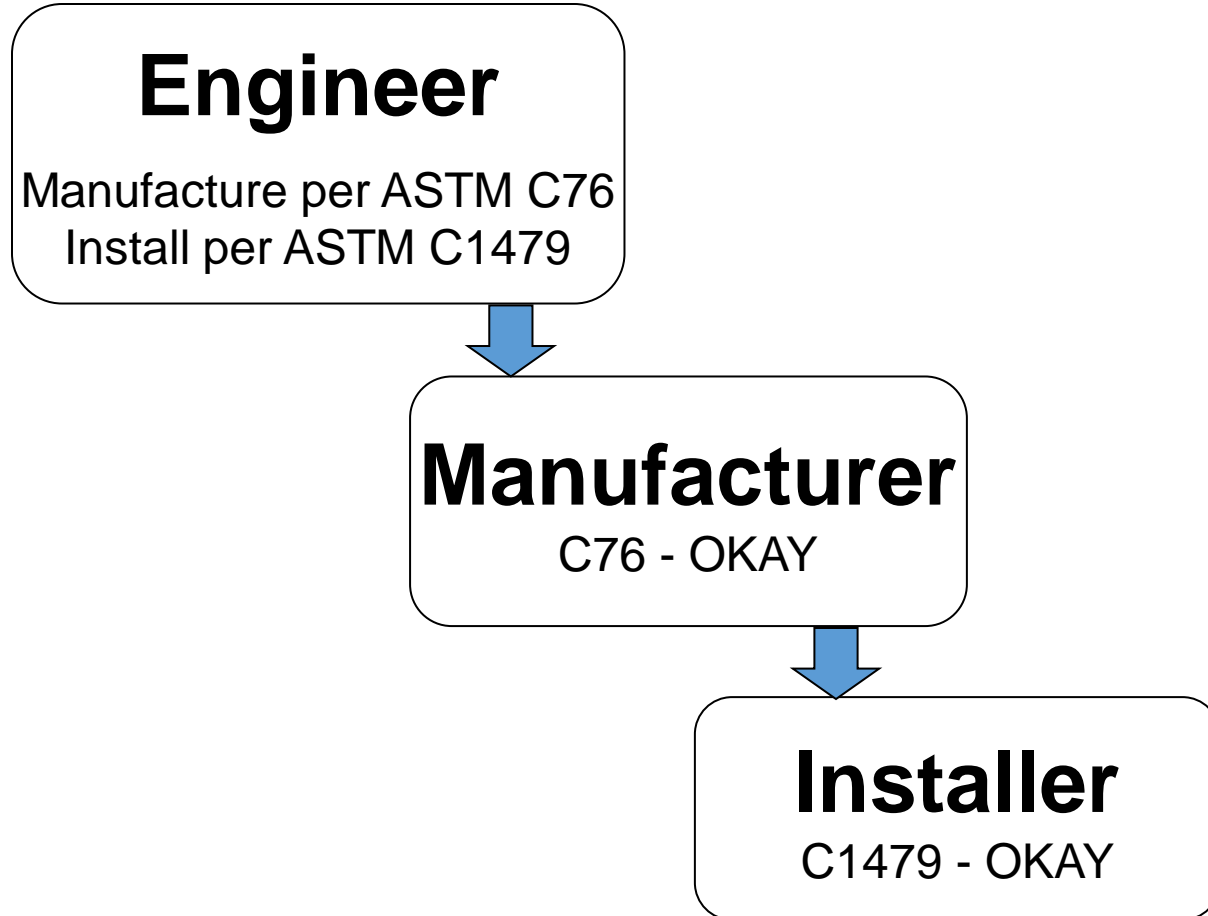 Engineer
Manufacture per ASTM C76
Install per ASTM C1479
Manufacturer
C76 - OKAY
Installer
C1479 - OKAY